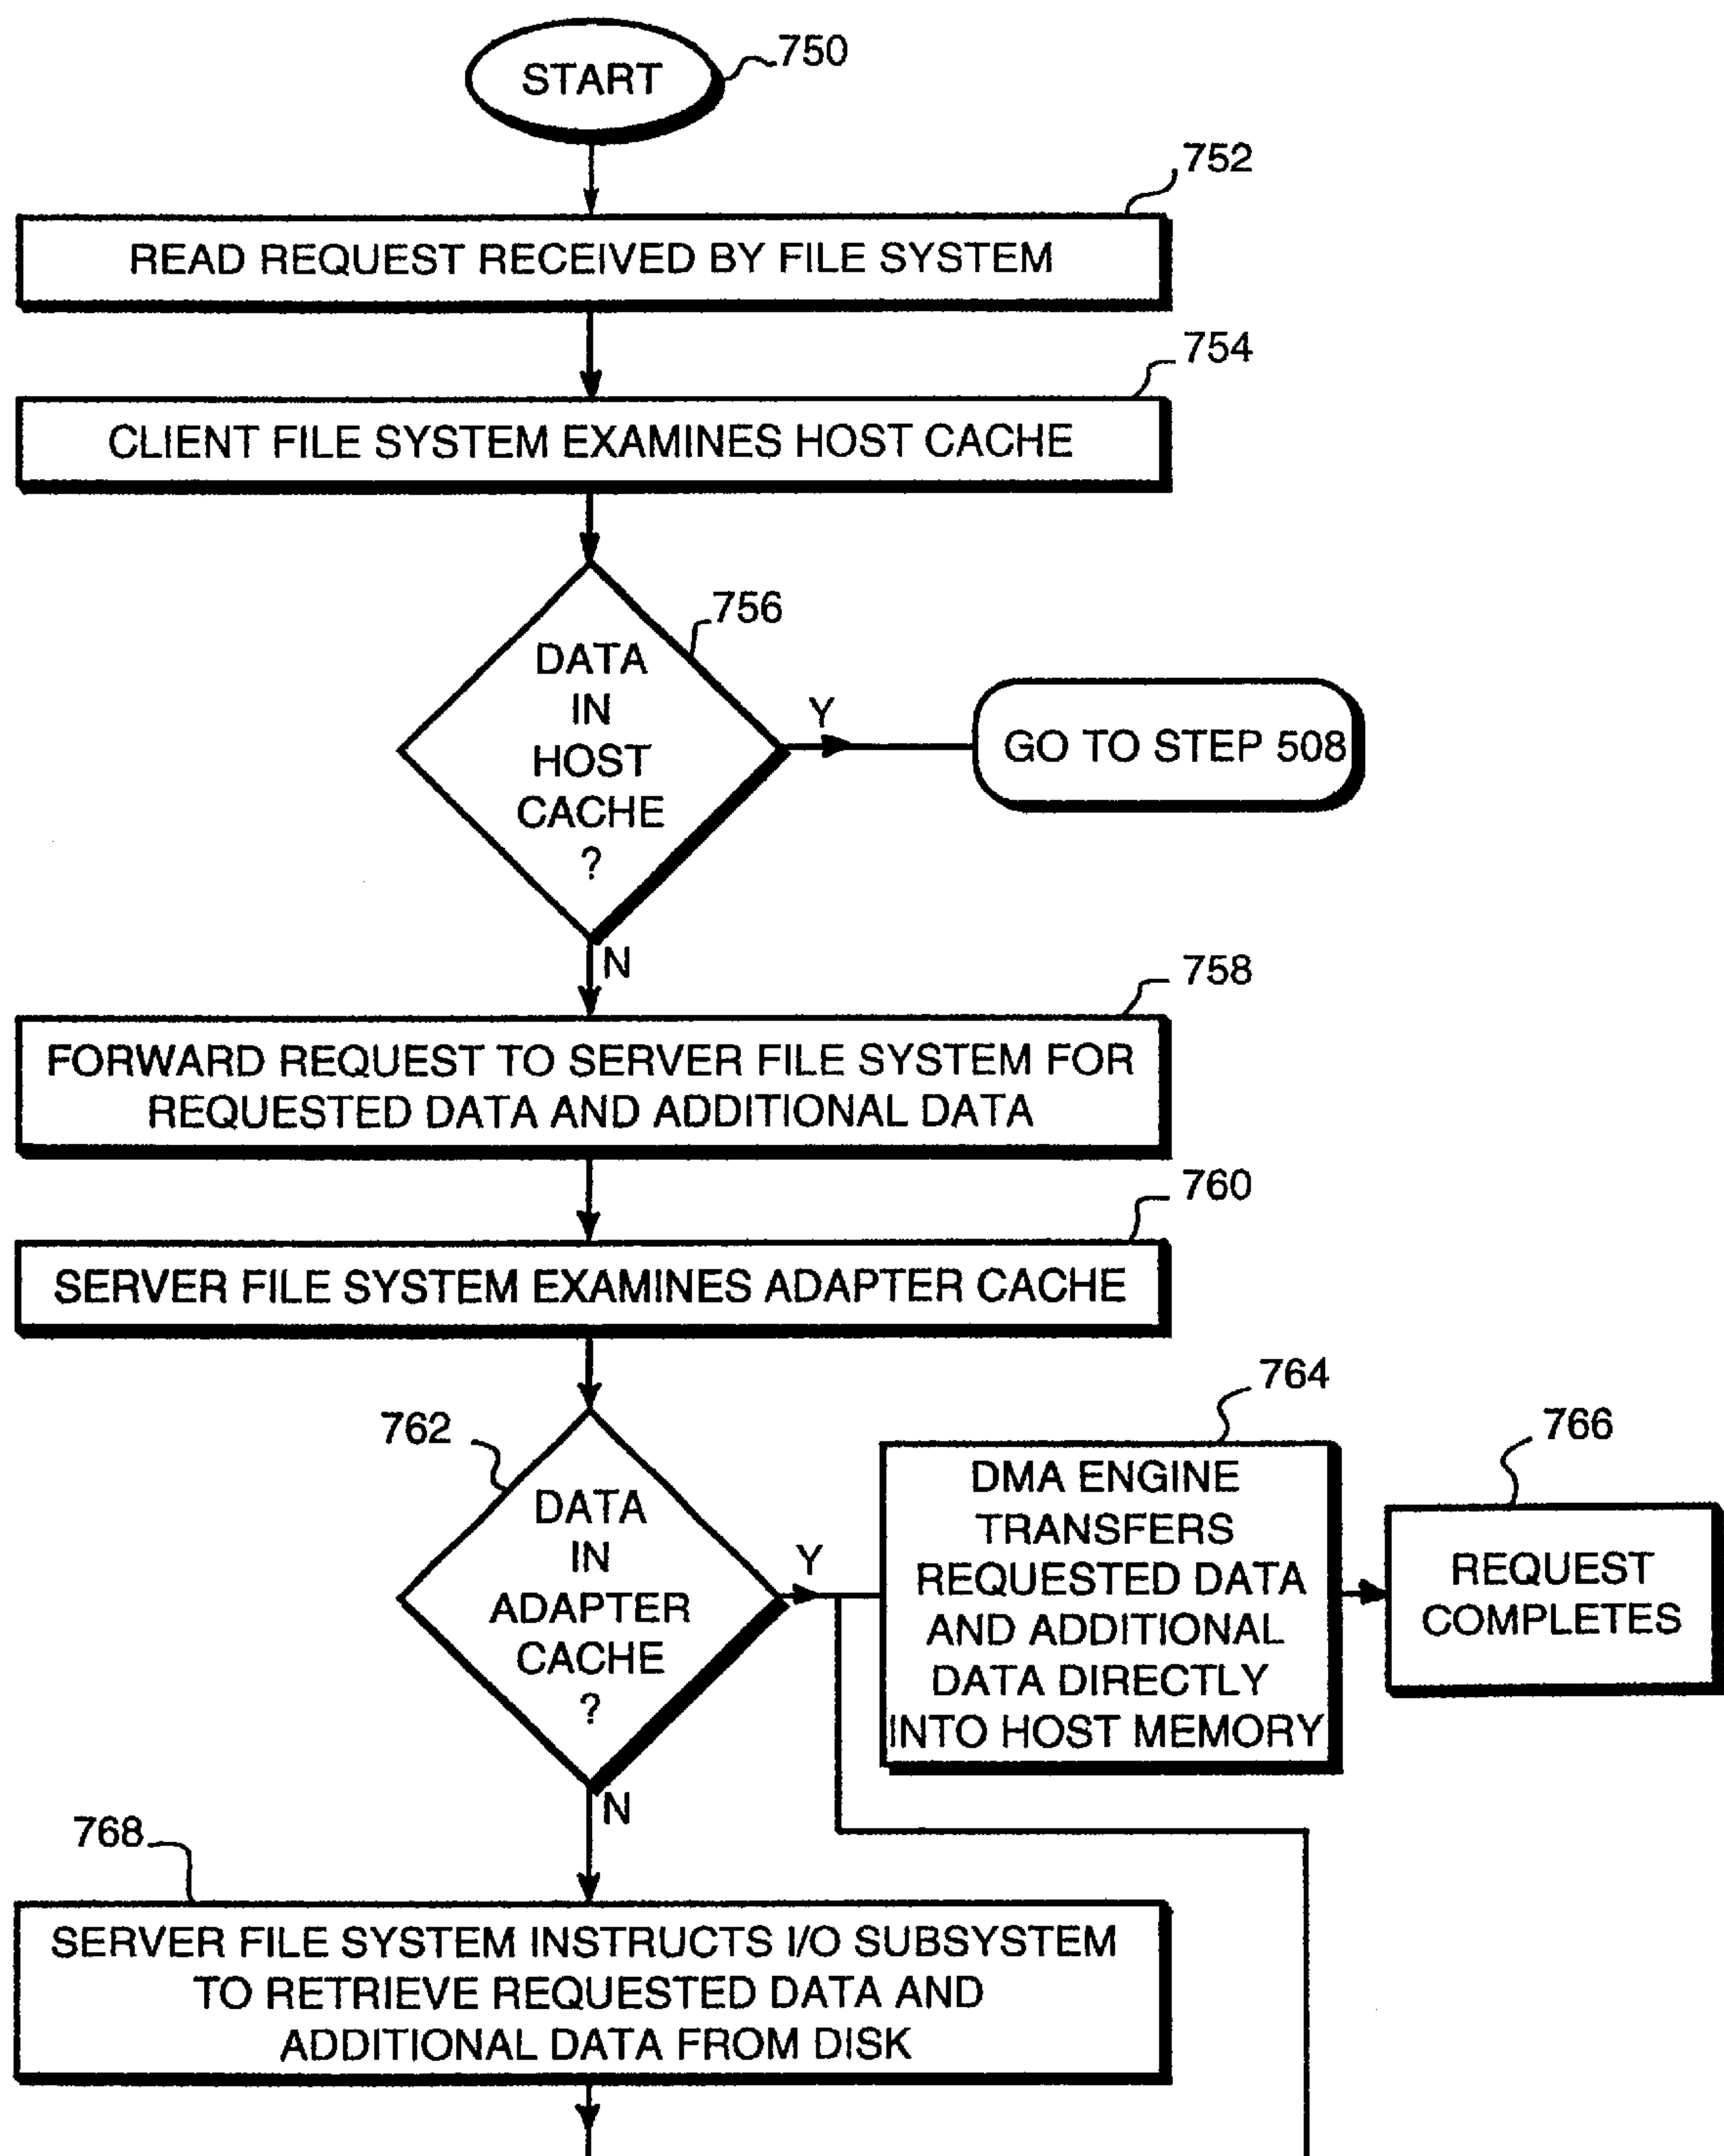 START
750
752
READ REQUEST RECEIVED BY FILE SYSTEM
754
CLIENT FILE SYSTEM EXAMINES HOST CACHE
756
DATA
IN
HOST
CACHE
?
Y
GO TO STEP 508
N
758
FORWARD REQUEST TO SERVER FILE SYSTEM FOR
REQUESTED DATA AND ADDITIONAL DATA
760
SERVER FILE SYSTEM EXAMINES ADAPTER CACHE
762
DATA
IN
ADAPTER
CACHE
?
Y
764
DMA ENGINE
TRANSFERS
REQUESTED DATA
AND ADDITIONAL
DATA DIRECTLY
INTO HOST MEMORY
766
REQUEST
COMPLETES
N
768
SERVER FILE SYSTEM INSTRUCTS I/O SUBSYSTEM
TO RETRIEVE REQUESTED DATA AND
ADDITIONAL DATA FROM DISK